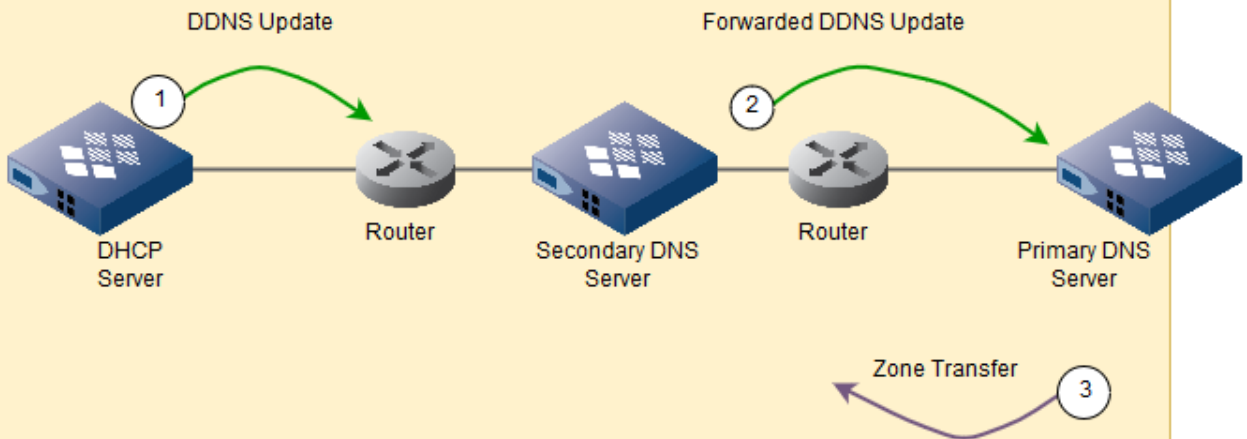 DDNS Update
Forwarded DDNS Update
1
2
DHCP
Server
Router
Secondary DNS
Server
Router
Primary DNS
Server
Zone Transfer
3